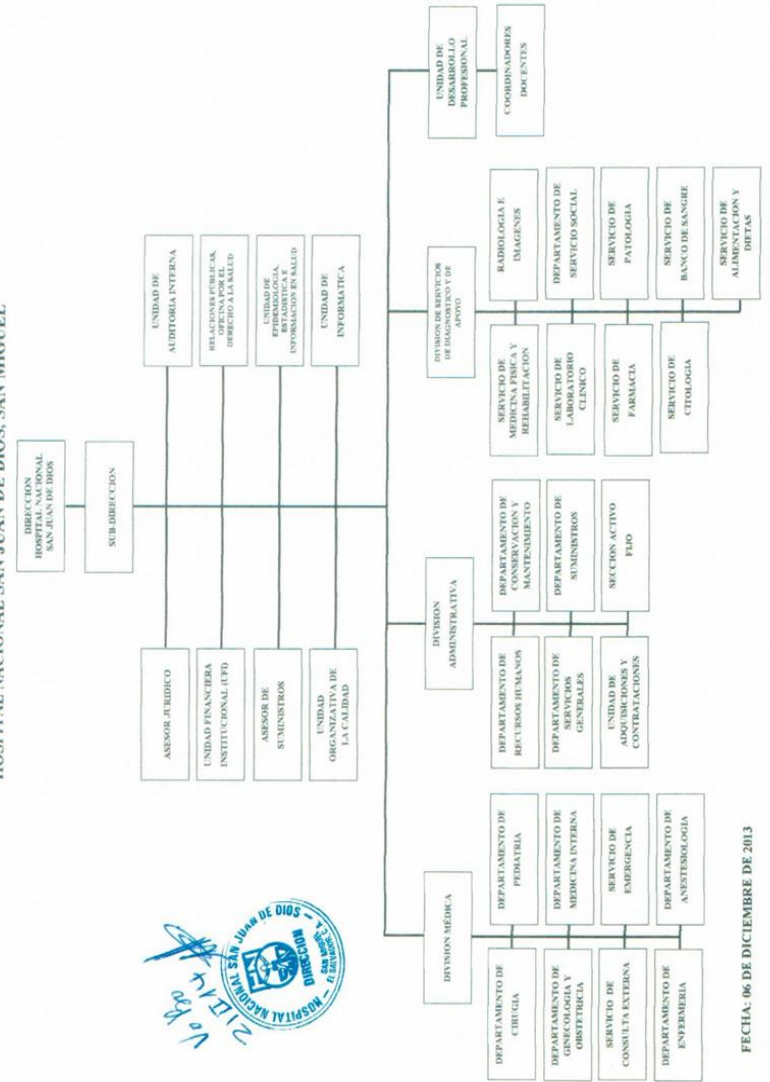 HOSPITAL NACIONAL SAN JUAN DE DIOS, SAN MIGUEL
DIRECCION
HOSPITAL NACIONAL
SAN JUAN DE DIOS
SUB-DIRECCION
ASESOR JURIDICO
UNIDAD DE
AUDITORIA INTERNA
UNIDAD FINANCIERA
INSTITUCIONAL (UFI)
RELACIONES PÚBLICAS,
OFICINA POR EL
DERECHO A LA SALUD
ASESOR DE
SUMINISTROS
UNIDAD DE
EPIDEMIOLOGIA,
ESTADISTICA E
INFORMACION EN SALUD
UNIDAD
ORGANIZATIVA DE
LA CALIDAD
UNIDAD DE
INFORMATICA
DIVISION MÉDICA
DEPARTAMENTO DE
CIRUGIA
DEPARTAMENTO DE
PEDIATRIA
DEPARTAMENTO DE
GINECOLOGIA Y
OBSTETRICIA
DEPARTAMENTO DE
MEDICINA INTERNA
SERVICIO DE
CONSULTA EXTERNA
SERVICIO DE
EMERGENCIA
DEPARTAMENTO DE
ENFERMERIA
DEPARTAMENTO DE
ANESTESIOLOGIA
DIVISION
ADMINISTRATIVA
DEPARTAMENTO DE
RECURSOS HUMANOS
DEPARTAMENTO DE
CONSERVACION Y
MANTENIMIENTO
DEPARTAMENTO DE
SERVICIOS
GENERALES
DEPARTAMENTO DE
SUMINISTROS
UNIDAD DE
ADQUISICIONES Y
CONTRATACIONES
SECCION ACTIVO
FIJO
DIVISION DE SERVICIOS
DE DIAGNOSTICO Y DE
APOYO
SERVICIO DE
MEDICINA FISICA Y
REHABILITACION
RADIOLOGIA E
IMAGENES
SERVICIO DE
LABORATORIO
CLINICO
DEPARTAMENTO DE
SERVICIO SOCIAL
SERVICIO DE
FARMACIA
SERVICIO DE
PATOLOGIA
SERVICIO DE
CITOLOGIA
SERVICIO DE
BANCO DE SANGRE
SERVICIO DE
ALIMENTACION Y
DIETAS
UNIDAD DE
DESARROLLO
PROFESIONAL
COORDINADORES
DOCENTES
HOSPITAL NACIONAL SAN JUAN DE DIOS
DIRECCION
SAN MIGUEL
EL SALVADOR, C. A.
FECHA: 06 DE DICIEMBRE DE 2013